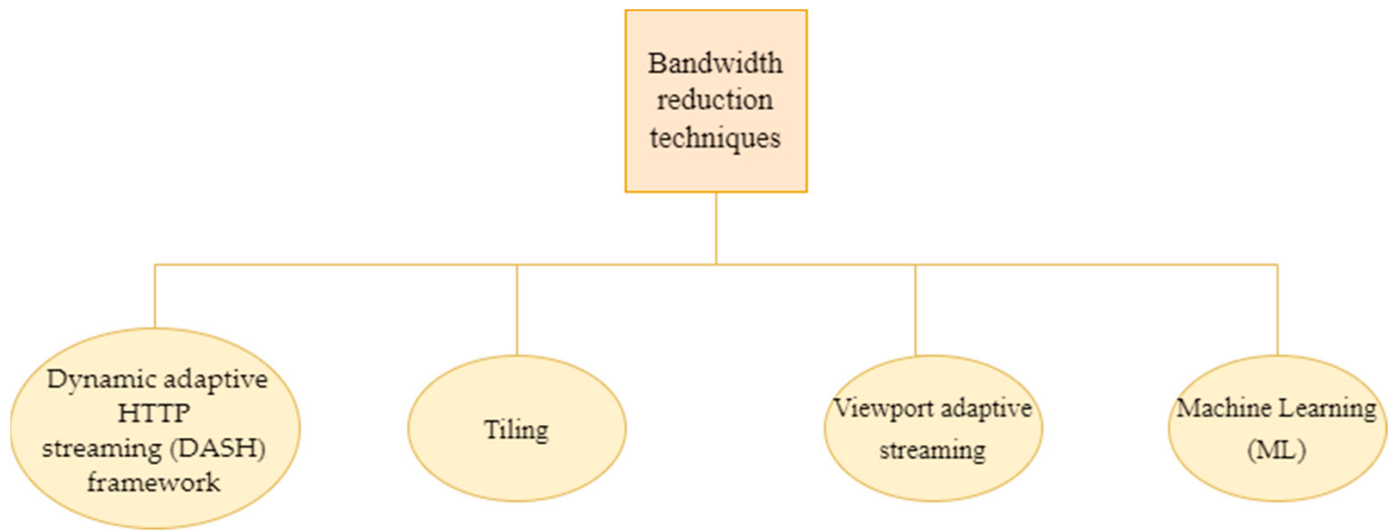 Bandwidth
reduction
techniques
Dynamic adaptive
HTTP
streaming (DASH)
framework
Tiling
Viewport adaptive
streaming
Machine Learning
(ML)